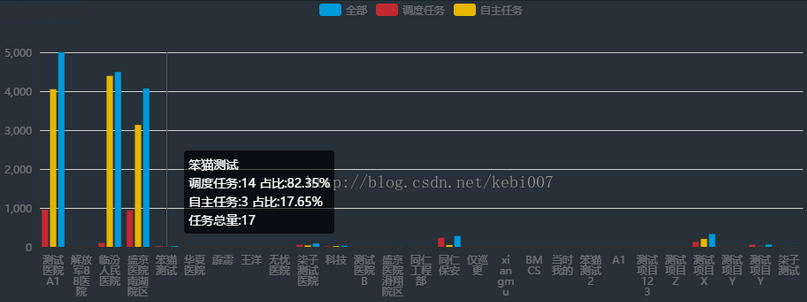 全部 调度任务 自主任务
5,000
4,000
3,000
2,000
1,000
0
笨猫测试
调度任务:14 占比:82.35%
自主任务:3 占比:17.65%
任务总量:17
http://blog.csdn.net/kebi007
测试医院A1
解放军88医院
临汾人民医院
盛京医院南湖院区
笨猫测试
华夏医院
霹雳
王洋
无忧医院
柒子测试医院
科技
测试医院B
盛京医院滑翔院区
同仁工程部
同仁保安
仅巡更
xiangmu
BMCS
当时我的
笨猫测试2
A1
测试项目123
测试项目Z
测试项目X
测试项目Y
测试项目Y
柒子测试